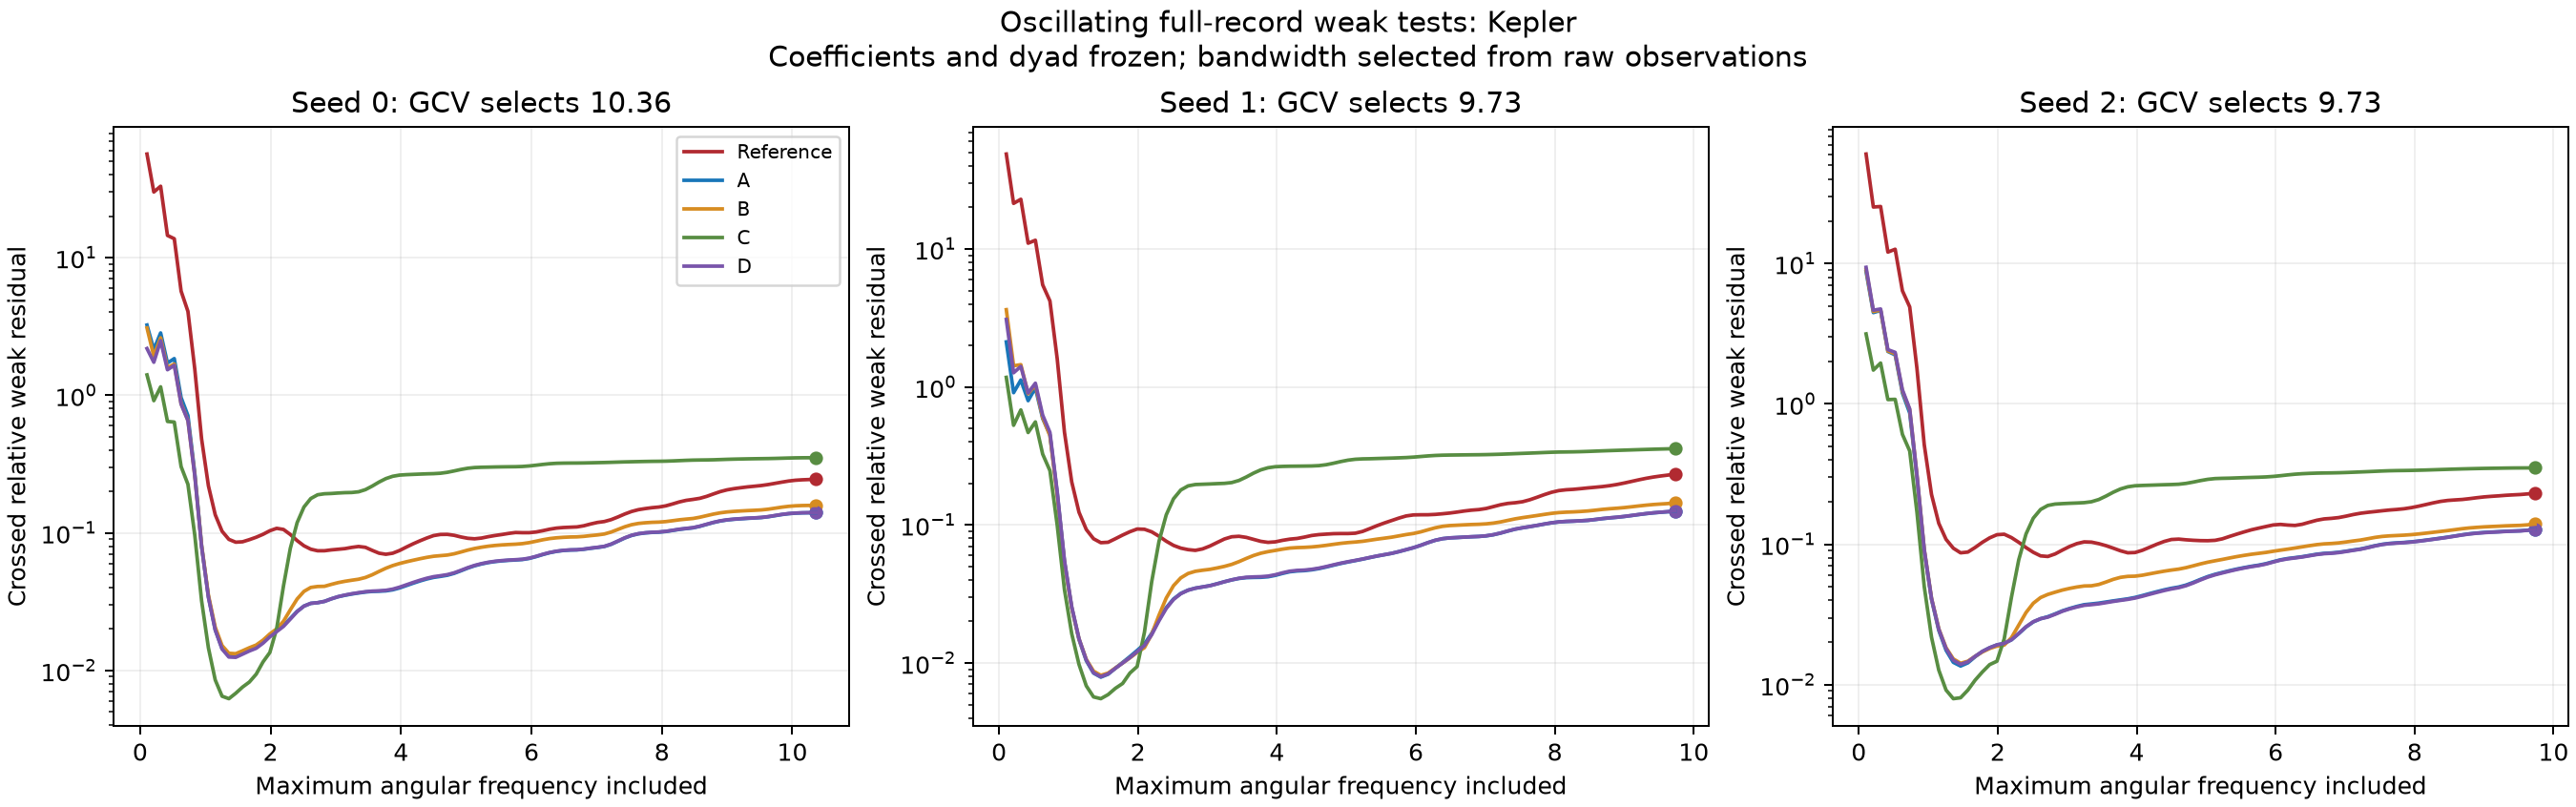 Oscillating full-record weak tests: Kepler
Coefficients and dyad frozen; bandwidth selected from raw observations
Seed 0: GCV selects 10.36
Crossed relative weak residual
10¹
10⁰
10⁻¹
10⁻²
0 2 4 6 8 10
Maximum angular frequency included
Reference
A
B
C
D
Seed 1: GCV selects 9.73
Crossed relative weak residual
10¹
10⁰
10⁻¹
10⁻²
0 2 4 6 8 10
Maximum angular frequency included
Seed 2: GCV selects 9.73
Crossed relative weak residual
10¹
10⁰
10⁻¹
10⁻²
0 2 4 6 8 10
Maximum angular frequency included